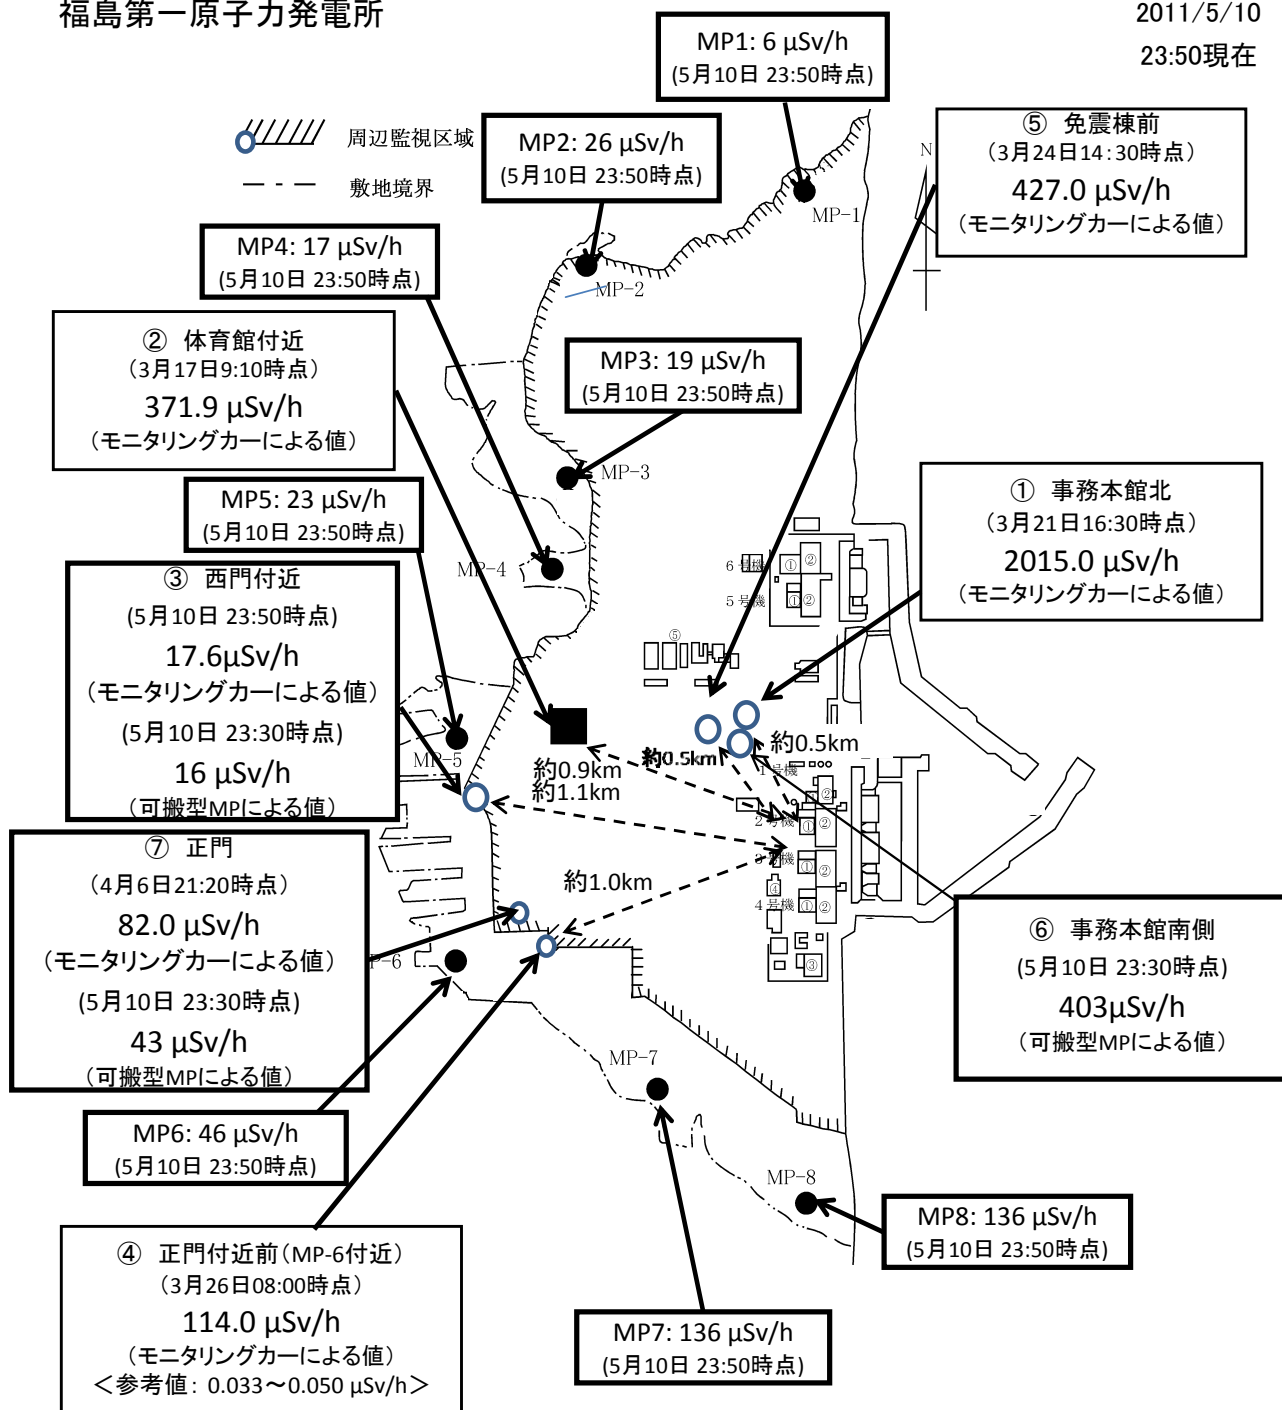 福島第一原子力発電所
2011/5/10
23:50現在
周辺監視区域
敷地境界
MP1: 6 μSv/h
(5月10日 23:50時点)
MP2: 26 μSv/h
(5月10日 23:50時点)
⑤ 免震棟前
(3月24日14:30時点)
427.0 μSv/h
(モニタリングカーによる値)
N
MP-1
MP4: 17 μSv/h
(5月10日 23:50時点)
MP-2
② 体育館付近
(3月17日9:10時点)
371.9 μSv/h
(モニタリングカーによる値)
MP3: 19 μSv/h
(5月10日 23:50時点)
MP-3
MP5: 23 μSv/h
(5月10日 23:50時点)
① 事務本館北
(3月21日16:30時点)
2015.0 μSv/h
(モニタリングカーによる値)
MP-4
③ 西門付近
(5月10日 23:50時点)
17.6μSv/h
(モニタリングカーによる値)
(5月10日 23:30時点)
16 μSv/h
(可搬型MPによる値)
6号機
① ②
5号機
① ②
⑤
MP-5
約0.9km
約1.1km
約0.5km
約0.5km
1号機
②
2号機
① ②
3号機
① ②
④
4号機
① ②
③
約1.0km
⑦ 正門
(4月6日21:20時点)
82.0 μSv/h
(モニタリングカーによる値)
(5月10日 23:30時点)
43 μSv/h
(可搬型MPによる値)
P-6
⑥ 事務本館南側
(5月10日 23:30時点)
403μSv/h
(可搬型MPによる値)
MP-7
MP6: 46 μSv/h
(5月10日 23:50時点)
MP-8
MP8: 136 μSv/h
(5月10日 23:50時点)
④ 正門付近前(MP-6付近)
(3月26日08:00時点)
114.0 μSv/h
(モニタリングカーによる値)
<参考値: 0.033～0.050 μSv/h>
MP7: 136 μSv/h
(5月10日 23:50時点)